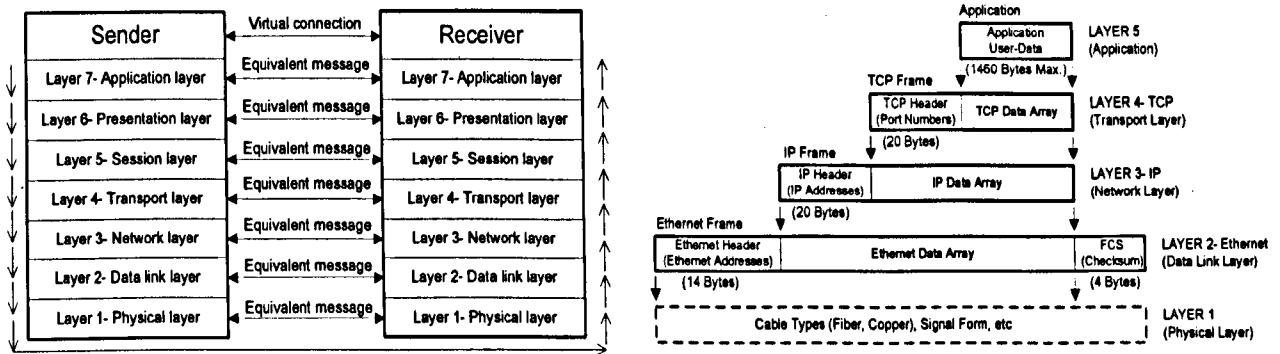 Sender
Virtual connection
Receiver
Layer 7- Application layer
Equivalent message
Layer 7- Application layer
Layer 6- Presentation layer
Equivalent message
Layer 6- Presentation layer
Layer 5- Session layer
Equivalent message
Layer 5- Session layer
Layer 4- Transport layer
Equivalent message
Layer 4- Transport layer
Layer 3- Network layer
Equivalent message
Layer 3- Network layer
Layer 2- Data link layer
Equivalent message
Layer 2- Data link layer
Layer 1- Physical layer
Equivalent message
Layer 1- Physical layer
Application
Application
User-Data
LAYER 5
(Application)
(1460 Bytes Max.)
TCP Frame
TCP Header
(Port Numbers)
TCP Data Array
LAYER 4- TCP
(Transport Layer)
(20 Bytes)
IP Frame
IP Header
(IP Addresses)
IP Data Array
LAYER 3- IP
(Network Layer)
(20 Bytes)
Ethernet Frame
Ethernet Header
(Ethernet Addresses)
Ethernet Data Array
FCS
(Checksum)
LAYER 2- Ethernet
(Data Link Layer)
(14 Bytes)
(4 Bytes)
Cable Types (Fiber, Copper), Signal Form, etc
LAYER 1
(Physical Layer)